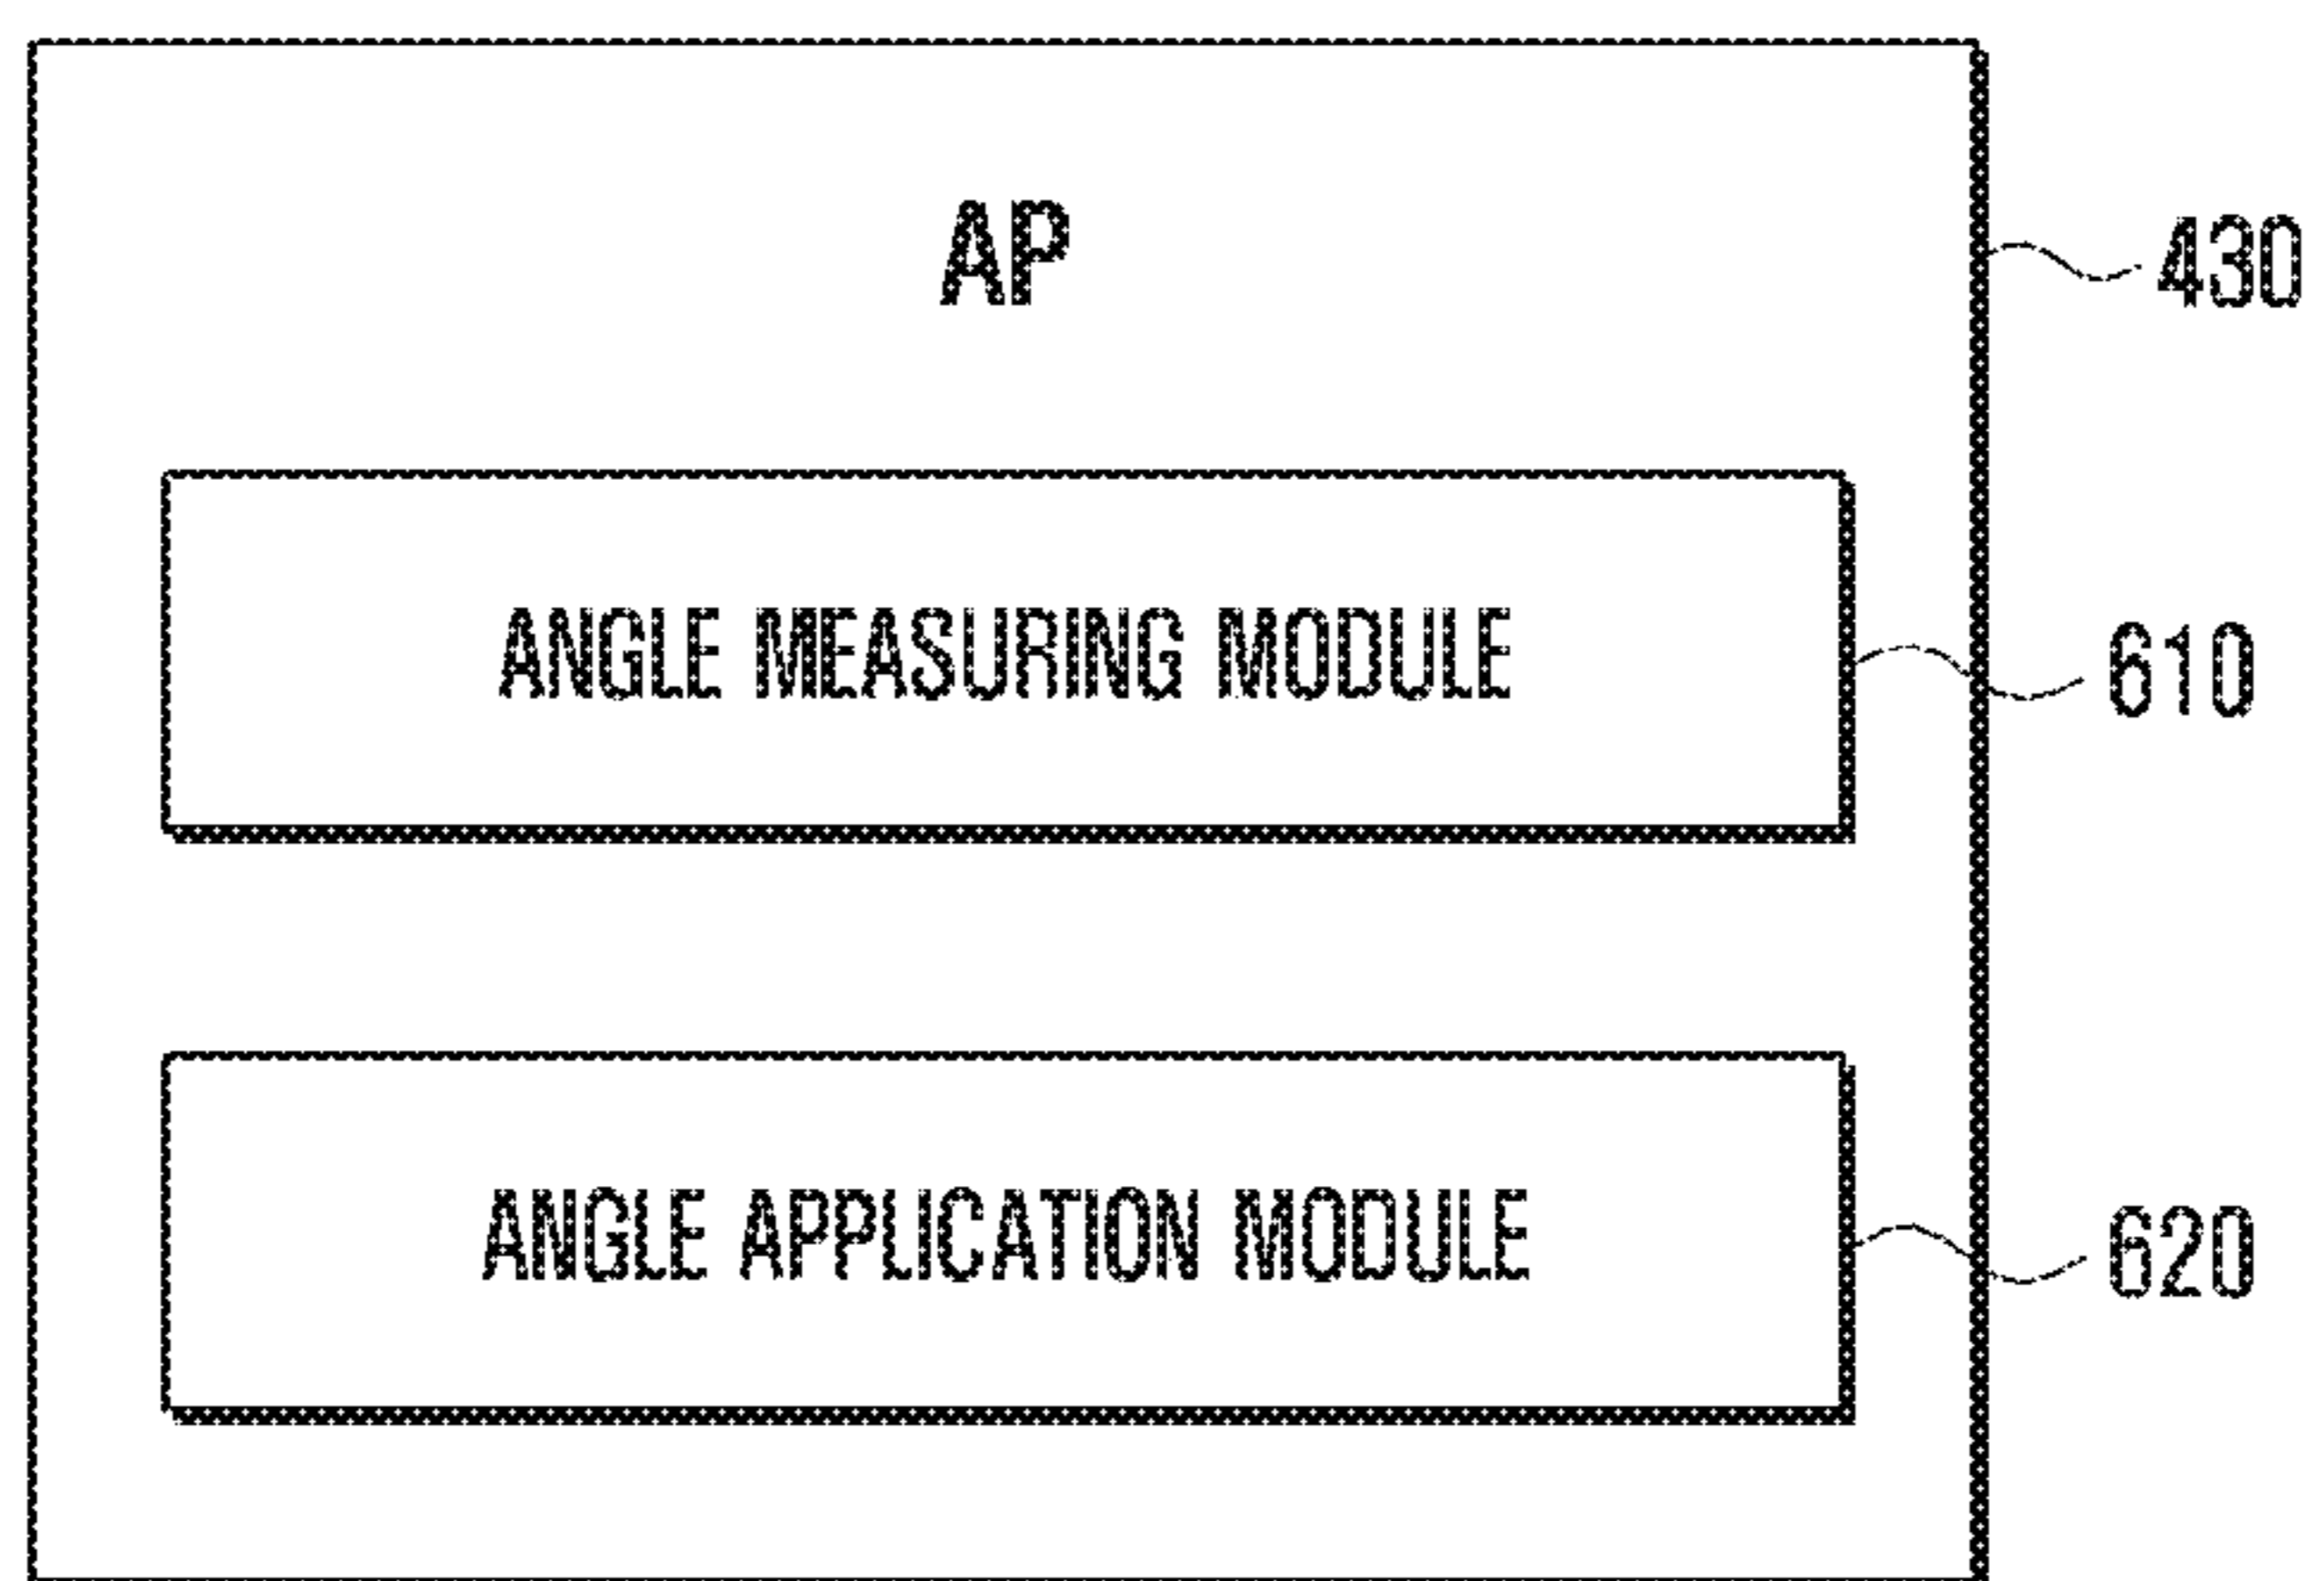 AP
430
ANGLE MEASURING MODULE
610
ANGLE APPLICATION MODULE
620